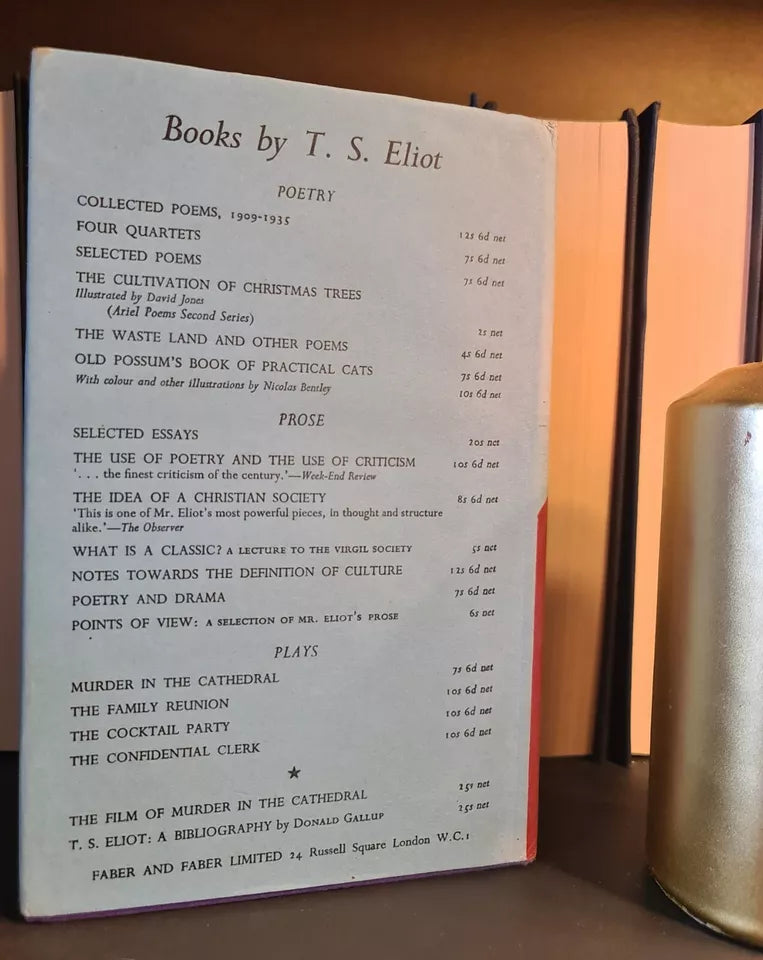 Books by T. S. Eliot
POETRY
COLLECTED POEMS, 1909-1935 12s 6d net
FOUR QUARTETS 7s 6d net
SELECTED POEMS 7s 6d net
THE CULTIVATION OF CHRISTMAS TREES
Illustrated by David Jones
(Ariel Poems Second Series) 2s net
THE WASTE LAND AND OTHER POEMS 4s 6d net
OLD POSSUM'S BOOK OF PRACTICAL CATS 7s 6d net
With colour and other illustrations by Nicolas Bentley 10s 6d net
PROSE
SELECTED ESSAYS 20s net
THE USE OF POETRY AND THE USE OF CRITICISM 10s 6d net
'. . . the finest criticism of the century.'—Week-End Review
THE IDEA OF A CHRISTIAN SOCIETY 8s 6d net
'This is one of Mr. Eliot's most powerful pieces, in thought and structure
alike.'—The Observer
WHAT IS A CLASSIC? A LECTURE TO THE VIRGIL SOCIETY 5s net
NOTES TOWARDS THE DEFINITION OF CULTURE 12s 6d net
POETRY AND DRAMA 7s 6d net
POINTS OF VIEW: A SELECTION OF MR. ELIOT'S PROSE 6s net
PLAYS
MURDER IN THE CATHEDRAL 7s 6d net
THE FAMILY REUNION 10s 6d net
THE COCKTAIL PARTY 10s 6d net
THE CONFIDENTIAL CLERK 10s 6d net
THE FILM OF MURDER IN THE CATHEDRAL 25s net
T. S. ELIOT: A BIBLIOGRAPHY by DONALD GALLUP 25s net
FABER AND FABER LIMITED 24 Russell Square London W.C.1